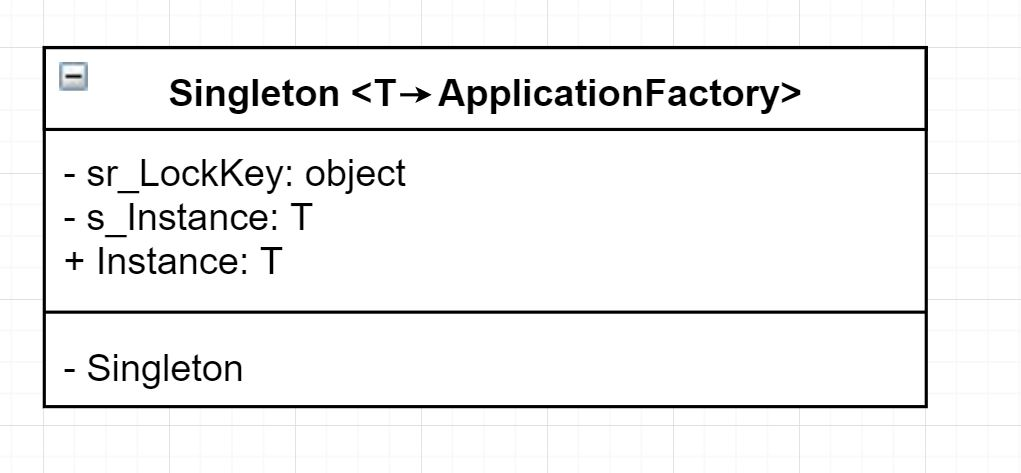 Singleton <T→ApplicationFactory>
- sr_LockKey: object
- s_Instance: T
+ Instance: T
- Singleton